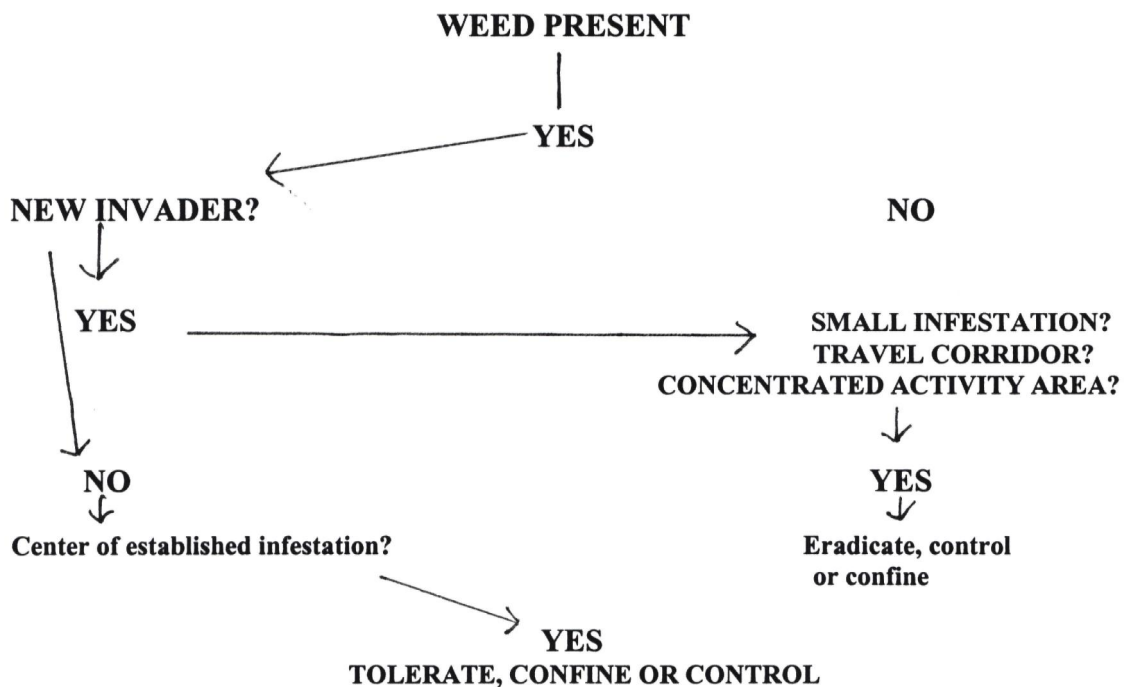 WEED PRESENT
YES
NEW INVADER?
NO
YES
SMALL INFESTATION?
TRAVEL CORRIDOR?
CONCENTRATED ACTIVITY AREA?
NO
YES
Center of established infestation?
Eradicate, control
or confine
YES
TOLERATE, CONFINE OR CONTROL